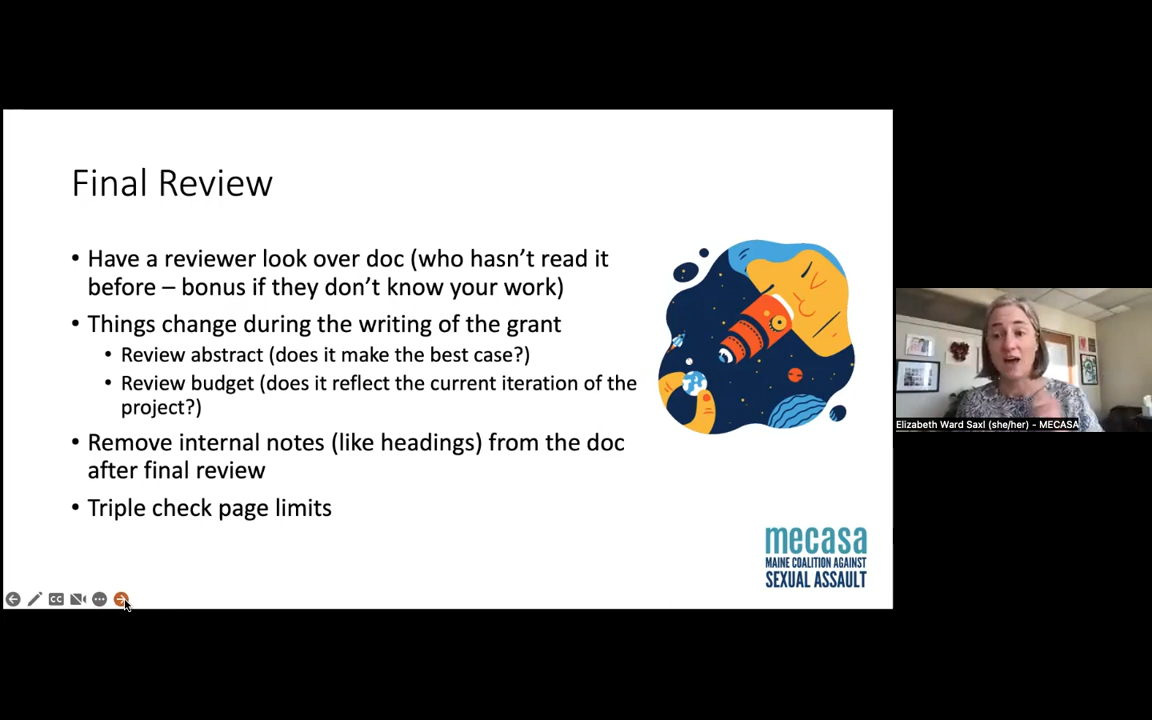 Final Review
• Have a reviewer look over doc (who hasn't read it
before – bonus if they don't know your work)
• Things change during the writing of the grant
• Review abstract (does it make the best case?)
• Review budget (does it reflect the current iteration of the
project?)
• Remove internal notes (like headings) from the doc
after final review
• Triple check page limits
mecasa
MAINE COALITION AGAINST
SEXUAL ASSAULT
CC
Elizabeth Ward Saxl (she/her) - MECASA